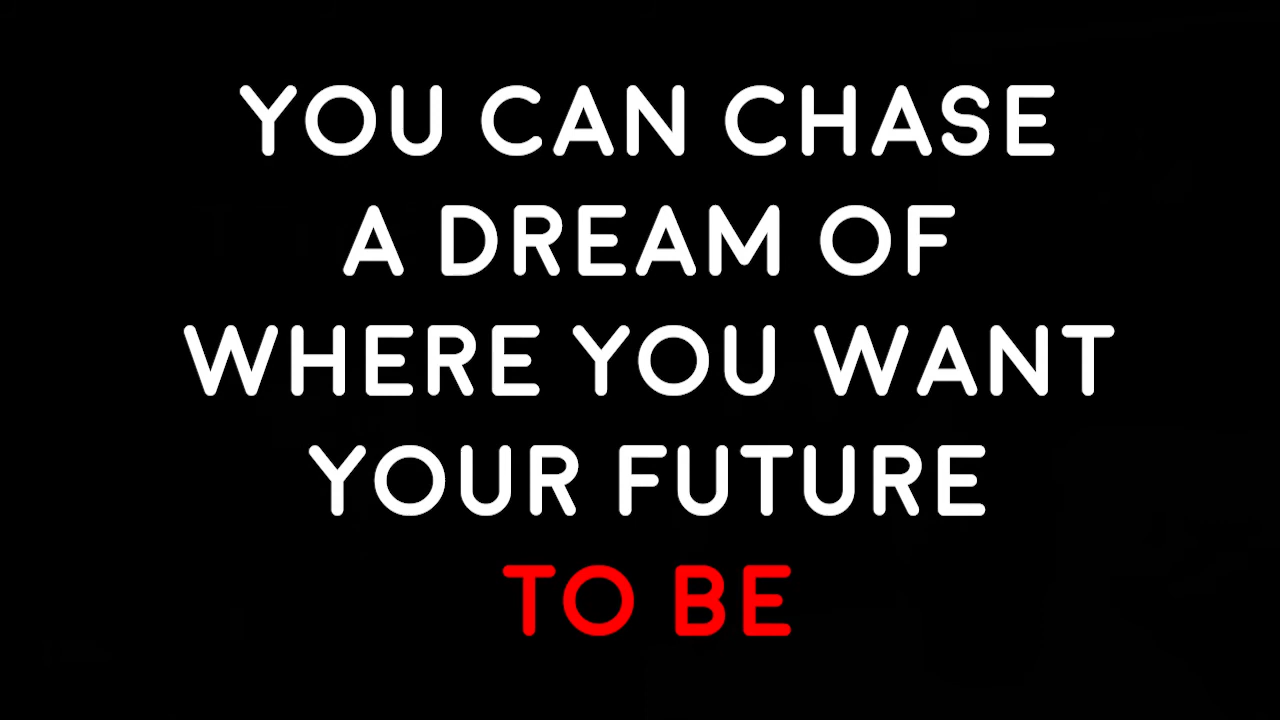 YOU CAN CHASE
A DREAM OF
WHERE YOU WANT
YOUR FUTURE
TO BE